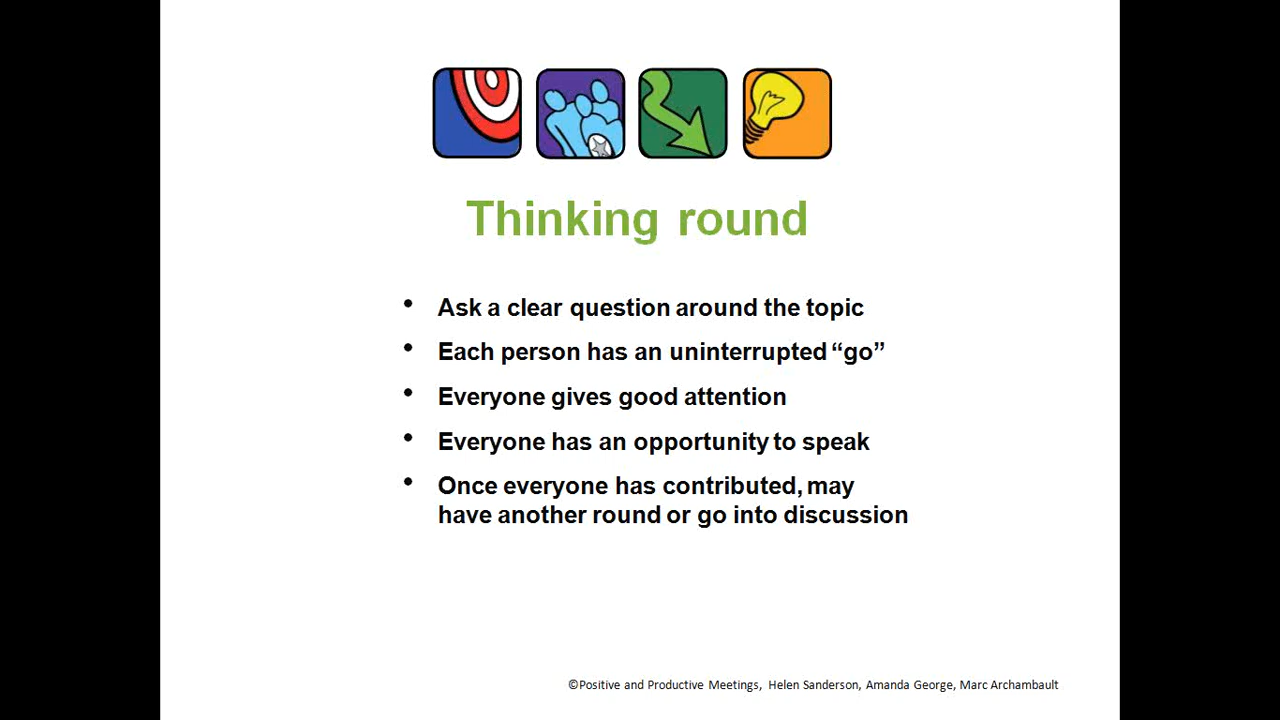 Thinking round
• Ask a clear question around the topic
• Each person has an uninterrupted “go”
• Everyone gives good attention
• Everyone has an opportunity to speak
• Once everyone has contributed, may
have another round or go into discussion
©Positive and Productive Meetings, Helen Sanderson, Amanda George, Marc Archambault